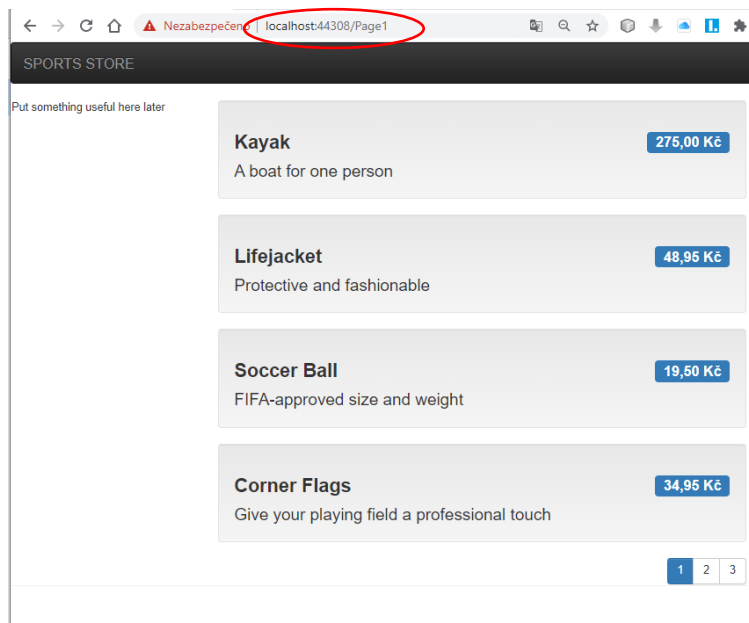 Nezabezpečeno | localhost:44308/Page1
SPORTS STORE
Put something useful here later
Kayak
275,00 Kč
A boat for one person
Lifejacket
48,95 Kč
Protective and fashionable
Soccer Ball
19,50 Kč
FIFA-approved size and weight
Corner Flags
34,95 Kč
Give your playing field a professional touch
1 2 3